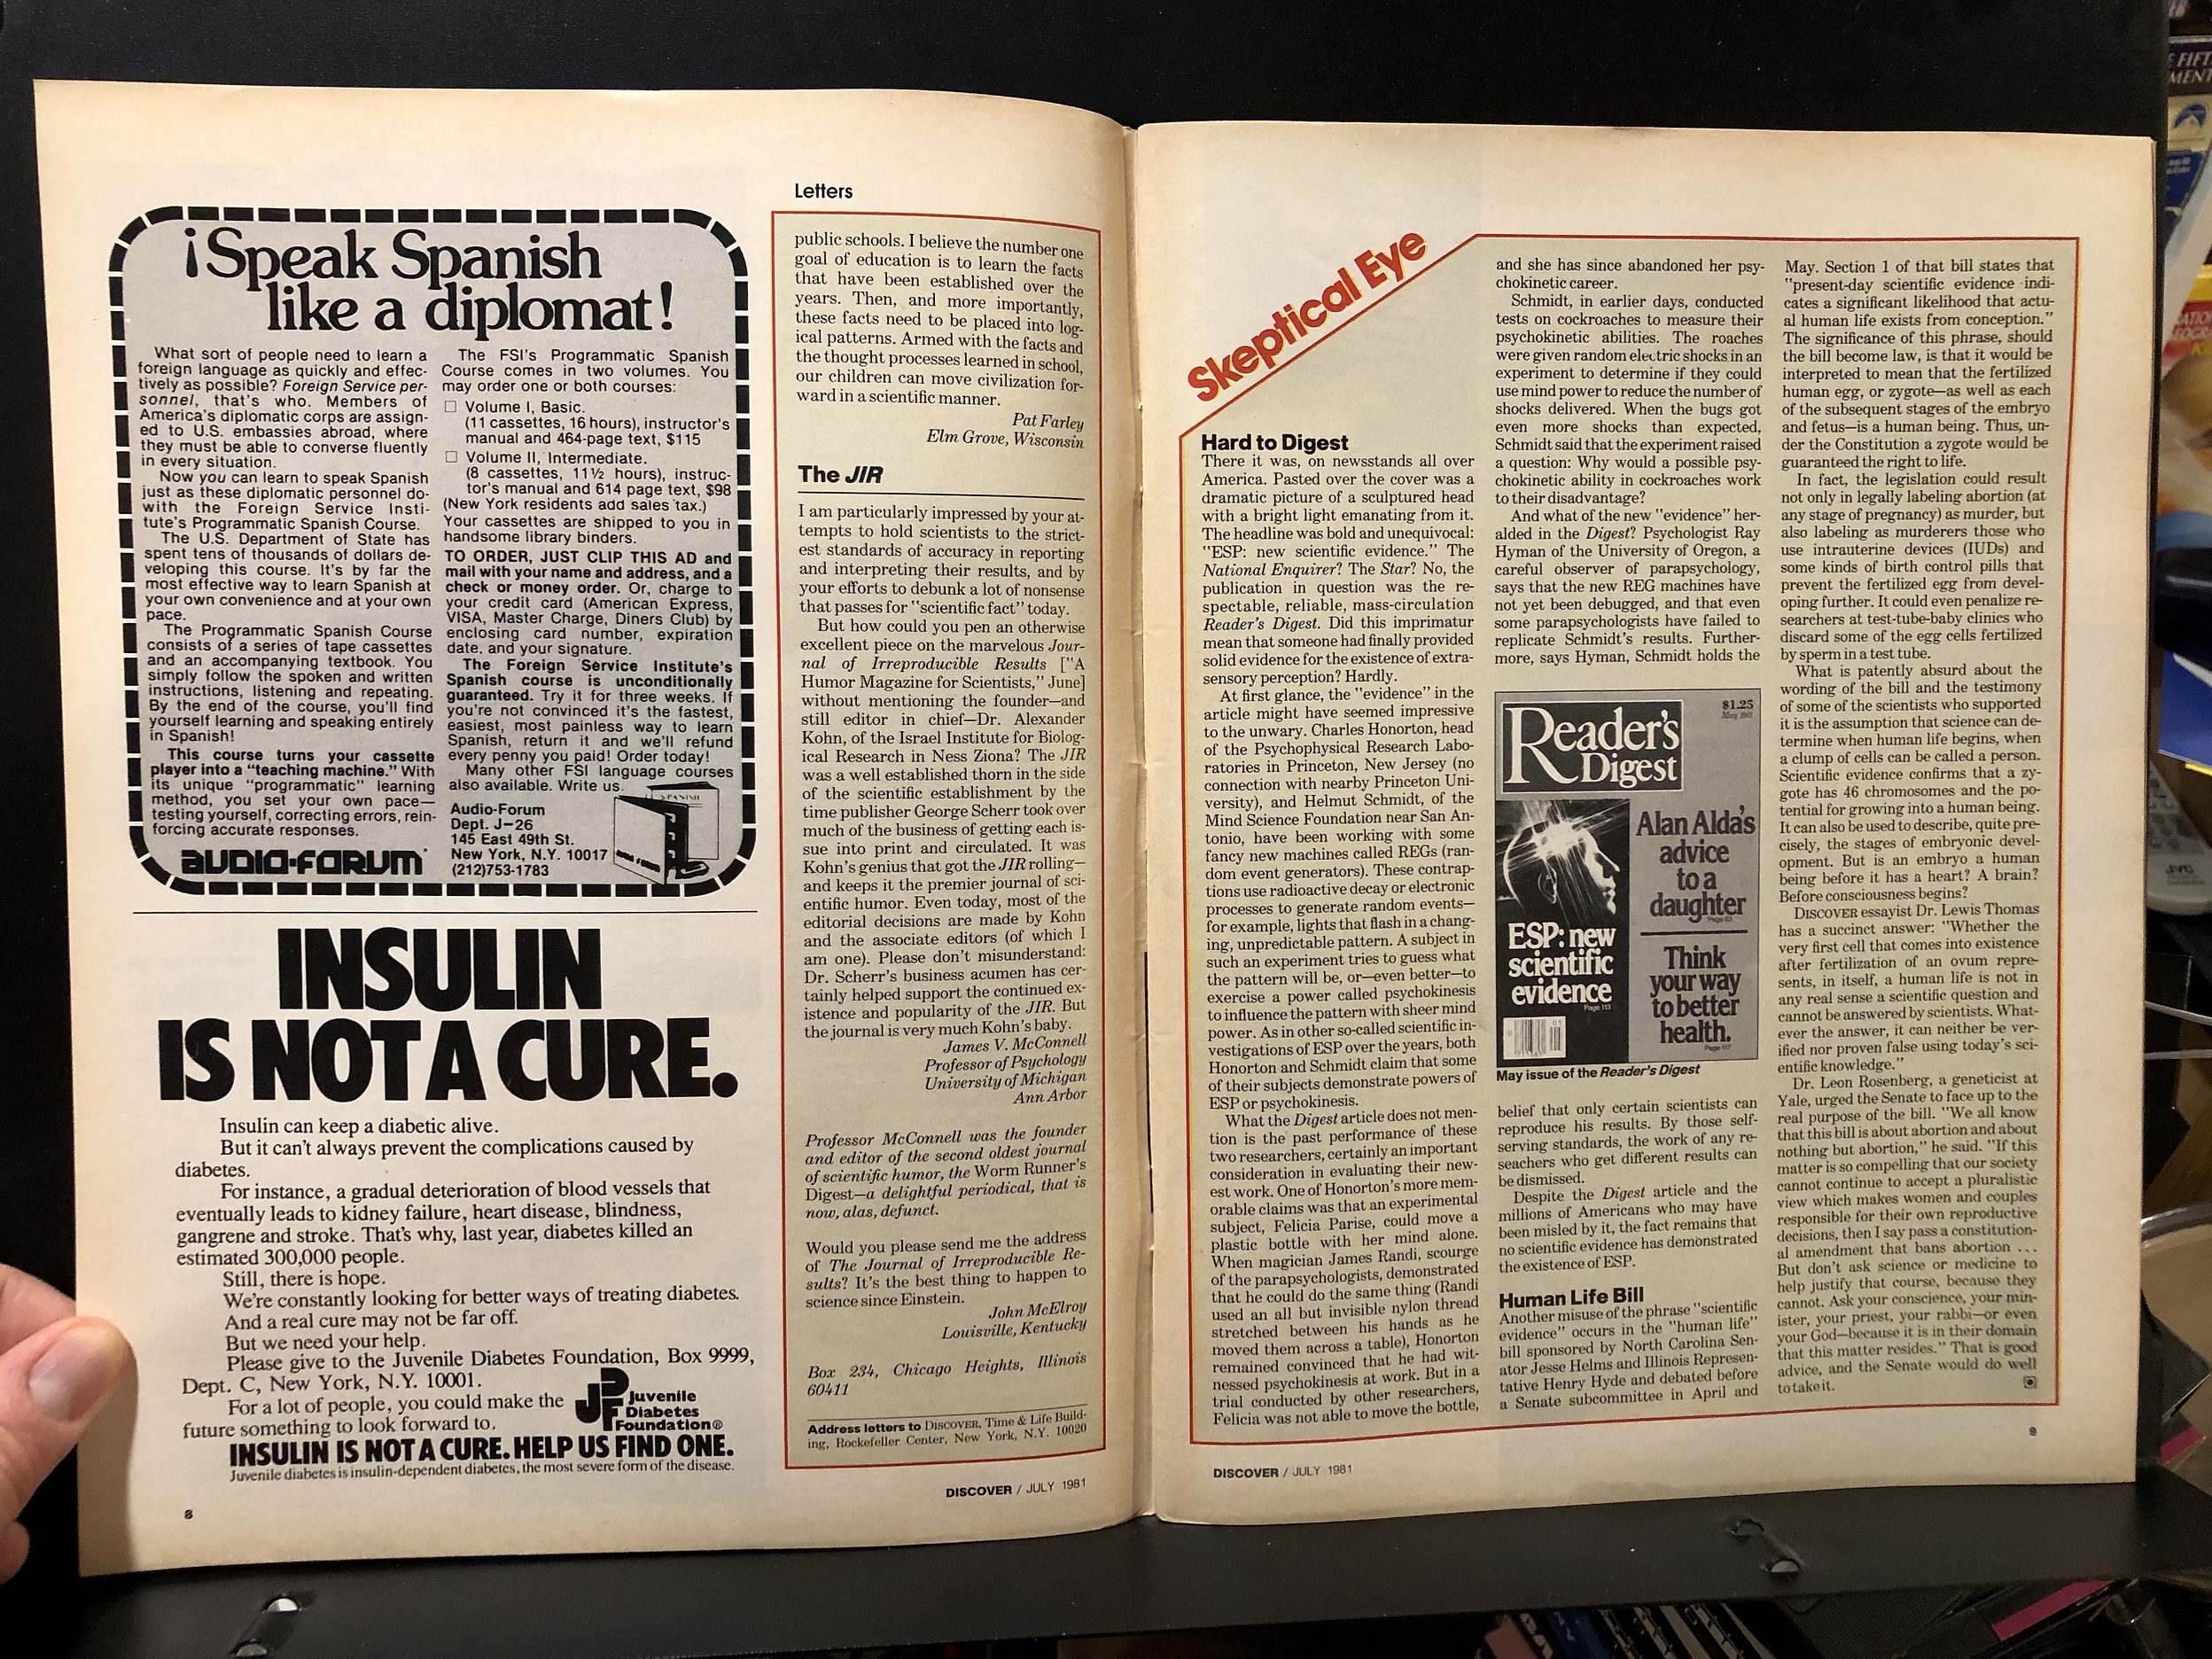 ¡Speak Spanish
like a diplomat!
What sort of people need to learn a
foreign language as quickly and effec-
tively as possible? Foreign Service per-
sonnel, that's who. Members of
America's diplomatic corps are assign-
ed to U.S. embassies abroad, where
they must be able to converse fluently
in every situation.
Now you can learn to speak Spanish
just as these diplomatic personnel do—
with the Foreign Service Insti-
tute's Programmatic Spanish Course.
The U.S. Department of State has
spent tens of thousands of dollars de-
veloping this course. It's by far the
most effective way to learn Spanish at
your own convenience and at your own
pace.
The Programmatic Spanish Course
consists of a series of tape cassettes
and an accompanying textbook. You
simply follow the spoken and written
instructions, listening and repeating.
By the end of the course, you'll find
yourself learning and speaking entirely
in Spanish!
This course turns your cassette
player into a "teaching machine." With
its unique "programmatic" learning
method, you set your own pace—
testing yourself, correcting errors, rein-
forcing accurate responses.
AUDIO-FORUM
The FSI's Programmatic Spanish
Course comes in two volumes. You
may order one or both courses:
☐ Volume I, Basic.
(11 cassettes, 16 hours), instructor's
manual and 464-page text, $115
☐ Volume II, Intermediate.
(8 cassettes, 11½ hours), instruc-
tor's manual and 614 page text, $98
(New York residents add sales tax.)
Your cassettes are shipped to you in
handsome library binders.
TO ORDER, JUST CLIP THIS AD and
mail with your name and address, and a
check or money order. Or, charge to
your credit card (American Express,
VISA, Master Charge, Diners Club) by
enclosing card number, expiration
date, and your signature.
The Foreign Service Institute's
Spanish course is unconditionally
guaranteed. Try it for three weeks. If
you're not convinced it's the fastest,
easiest, most painless way to learn
Spanish, return it and we'll refund
every penny you paid! Order today!
Many other FSI language courses
also available. Write us.
Audio-Forum
Dept. J-26
145 East 49th St.
New York, N.Y. 10017
(212)753-1783
SPANISH
INSULIN
IS NOT A CURE.
Insulin can keep a diabetic alive.
But it can't always prevent the complications caused by
diabetes.
For instance, a gradual deterioration of blood vessels that
eventually leads to kidney failure, heart disease, blindness,
gangrene and stroke. That's why, last year, diabetes killed an
estimated 300,000 people.
Still, there is hope.
We're constantly looking for better ways of treating diabetes.
And a real cure may not be far off.
But we need your help.
Please give to the Juvenile Diabetes Foundation, Box 9999,
Dept. C, New York, N.Y. 10001.
For a lot of people, you could make the
future something to look forward to.
JDF Juvenile
Diabetes
Foundation®
INSULIN IS NOT A CURE. HELP US FIND ONE.
Juvenile diabetes is insulin-dependent diabetes, the most severe form of the disease.
8
Letters
public schools. I believe the number one
goal of education is to learn the facts
that have been established over the
years. Then, and more importantly,
these facts need to be placed into log-
ical patterns. Armed with the facts and
the thought processes learned in school,
our children can move civilization for-
ward in a scientific manner.
Pat Farley
Elm Grove, Wisconsin
The JIR
I am particularly impressed by your at-
tempts to hold scientists to the strict-
est standards of accuracy in reporting
and interpreting their results, and by
your efforts to debunk a lot of nonsense
that passes for "scientific fact" today.
But how could you pen an otherwise
excellent piece on the marvelous Jour-
nal of Irreproducible Results ["A
Humor Magazine for Scientists," June]
without mentioning the founder—and
still editor in chief—Dr. Alexander
Kohn, of the Israel Institute for Biolog-
ical Research in Ness Ziona? The JIR
was a well established thorn in the side
of the scientific establishment by the
time publisher George Scherr took over
much of the business of getting each is-
sue into print and circulated. It was
Kohn's genius that got the JIR rolling—
and keeps it the premier journal of sci-
entific humor. Even today, most of the
editorial decisions are made by Kohn
and the associate editors (of which I
am one). Please don't misunderstand:
Dr. Scherr's business acumen has cer-
tainly helped support the continued ex-
istence and popularity of the JIR. But
the journal is very much Kohn's baby.
James V. McConnell
Professor of Psychology
University of Michigan
Ann Arbor
Professor McConnell was the founder
and editor of the second oldest journal
of scientific humor, the Worm Runner's
Digest—a delightful periodical, that is
now, alas, defunct.
Would you please send me the address
of The Journal of Irreproducible Re-
sults? It's the best thing to happen to
science since Einstein.
John McElroy
Louisville, Kentucky
Box 234, Chicago Heights, Illinois
60411
Address letters to DISCOVER, Time & Life Build-
ing, Rockefeller Center, New York, N.Y. 10020
DISCOVER / JULY 1981
Skeptical Eye
Hard to Digest
There it was, on newsstands all over
America. Pasted over the cover was a
dramatic picture of a sculptured head
with a bright light emanating from it.
The headline was bold and unequivocal:
"ESP: new scientific evidence." The
National Enquirer? The Star? No, the
publication in question was the re-
spectable, reliable, mass-circulation
Reader's Digest. Did this imprimatur
mean that someone had finally provided
solid evidence for the existence of extra-
sensory perception? Hardly.
At first glance, the "evidence" in the
article might have seemed impressive
to the unwary. Charles Honorton, head
of the Psychophysical Research Labo-
ratories in Princeton, New Jersey (no
connection with nearby Princeton Uni-
versity), and Helmut Schmidt, of the
Mind Science Foundation near San An-
tonio, have been working with some
fancy new machines called REGs (ran-
dom event generators). These contrap-
tions use radioactive decay or electronic
processes to generate random events—
for example, lights that flash in a chang-
ing, unpredictable pattern. A subject in
such an experiment tries to guess what
the pattern will be, or—even better—to
exercise a power called psychokinesis
to influence the pattern with sheer mind
power. As in other so-called scientific in-
vestigations of ESP over the years, both
Honorton and Schmidt claim that some
of their subjects demonstrate powers of
ESP or psychokinesis.
What the Digest article does not men-
tion is the past performance of these
two researchers, certainly an important
consideration in evaluating their new-
est work. One of Honorton's more mem-
orable claims was that an experimental
subject, Felicia Parise, could move a
plastic bottle with her mind alone.
When magician James Randi, scourge
of the parapsychologists, demonstrated
that he could do the same thing (Randi
used an all but invisible nylon thread
stretched between his hands as he
moved them across a table), Honorton
remained convinced that he had wit-
nessed psychokinesis at work. But in a
trial conducted by other researchers,
Felicia was not able to move the bottle,
and she has since abandoned her psy-
chokinetic career.
Schmidt, in earlier days, conducted
tests on cockroaches to measure their
psychokinetic abilities. The roaches
were given random electric shocks in an
experiment to determine if they could
use mind power to reduce the number of
shocks delivered. When the bugs got
even more shocks than expected,
Schmidt said that the experiment raised
a question: Why would a possible psy-
chokinetic ability in cockroaches work
to their disadvantage?
And what of the new "evidence" her-
alded in the Digest? Psychologist Ray
Hyman of the University of Oregon, a
careful observer of parapsychology,
says that the new REG machines have
not yet been debugged, and that even
some parapsychologists have failed to
replicate Schmidt's results. Further-
more, says Hyman, Schmidt holds the
Reader's
Digest
$1.25
May 1981
ESP: new
scientific
evidence
Page 113
Alan Alda's
advice
to a
daughter
Page 83
Think
your way
to better
health.
Page 117
May issue of the Reader's Digest
belief that only certain scientists can
reproduce his results. By those self-
serving standards, the work of any re-
seachers who get different results can
be dismissed.
Despite the Digest article and the
millions of Americans who may have
been misled by it, the fact remains that
no scientific evidence has demonstrated
the existence of ESP.
Human Life Bill
Another misuse of the phrase "scientific
evidence" occurs in the "human life"
bill sponsored by North Carolina Sen-
ator Jesse Helms and Illinois Represen-
tative Henry Hyde and debated before
a Senate subcommittee in April and
May. Section 1 of that bill states that
"present-day scientific evidence indi-
cates a significant likelihood that actu-
al human life exists from conception."
The significance of this phrase, should
the bill become law, is that it would be
interpreted to mean that the fertilized
human egg, or zygote—as well as each
of the subsequent stages of the embryo
and fetus—is a human being. Thus, un-
der the Constitution a zygote would be
guaranteed the right to life.
In fact, the legislation could result
not only in legally labeling abortion (at
any stage of pregnancy) as murder, but
also labeling as murderers those who
use intrauterine devices (IUDs) and
some kinds of birth control pills that
prevent the fertilized egg from devel-
oping further. It could even penalize re-
searchers at test-tube-baby clinics who
discard some of the egg cells fertilized
by sperm in a test tube.
What is patently absurd about the
wording of the bill and the testimony
of some of the scientists who supported
it is the assumption that science can de-
termine when human life begins, when
a clump of cells can be called a person.
Scientific evidence confirms that a zy-
gote has 46 chromosomes and the po-
tential for growing into a human being.
It can also be used to describe, quite pre-
cisely, the stages of embryonic devel-
opment. But is an embryo a human
being before it has a heart? A brain?
Before consciousness begins?
DISCOVER essayist Dr. Lewis Thomas
has a succinct answer: "Whether the
very first cell that comes into existence
after fertilization of an ovum repre-
sents, in itself, a human life is not in
any real sense a scientific question and
cannot be answered by scientists. What-
ever the answer, it can neither be ver-
ified nor proven false using today's sci-
entific knowledge."
Dr. Leon Rosenberg, a geneticist at
Yale, urged the Senate to face up to the
real purpose of the bill. "We all know
that this bill is about abortion and about
nothing but abortion," he said. "If this
matter is so compelling that our society
cannot continue to accept a pluralistic
view which makes women and couples
responsible for their own reproductive
decisions, then I say pass a constitution-
al amendment that bans abortion ...
But don't ask science or medicine to
help justify that course, because they
cannot. Ask your conscience, your min-
ister, your priest, your rabbi—or even
your God—because it is in their domain
that this matter resides." That is good
advice, and the Senate would do well
to take it.
DISCOVER / JULY 1981
9
JVC